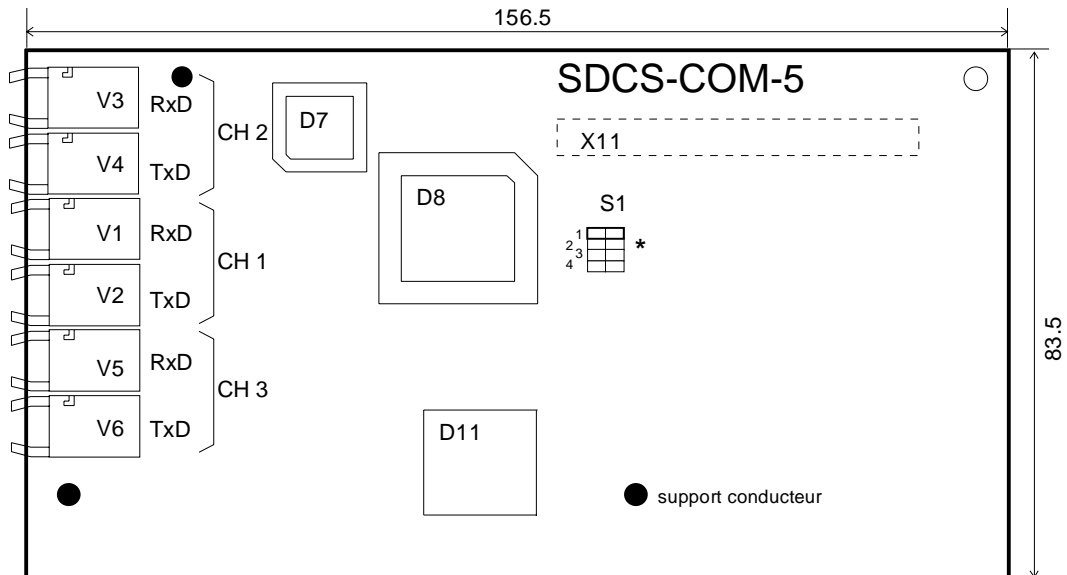 156.5
SDCS-COM-5
V3 RxD
CH 2
D7
X11
V4 TxD
D8
S1
V1 RxD
1
2
3
4
*
CH 1
V2 TxD
83.5
V5 RxD
CH 3
V6 TxD
D11
support conducteur